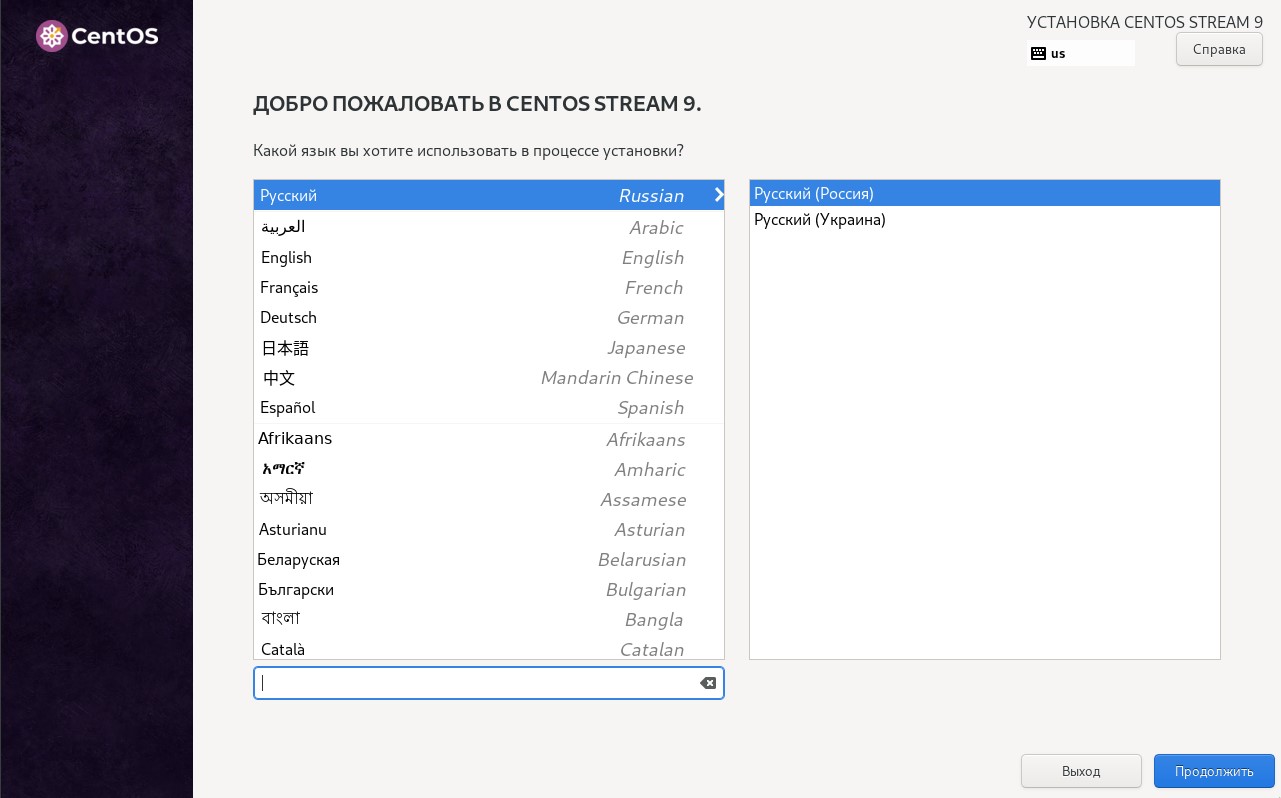 CentOS
УСТАНОВКА CENTOS STREAM 9
us
Справка
ДОБРО ПОЖАЛОВАТЬ В CENTOS STREAM 9.
Какой язык вы хотите использовать в процессе установки?
Русский Russian
العربية Arabic
English English
Français French
Deutsch German
日本語 Japanese
中文 Mandarin Chinese
Español Spanish
Afrikaans Afrikaans
አማርኛ Amharic
অসমীয়া Assamese
Asturianu Asturian
Беларуская Belarusian
Български Bulgarian
বাংলা Bangla
Català Catalan
Русский (Россия)
Русский (Украина)
Выход
Продолжить